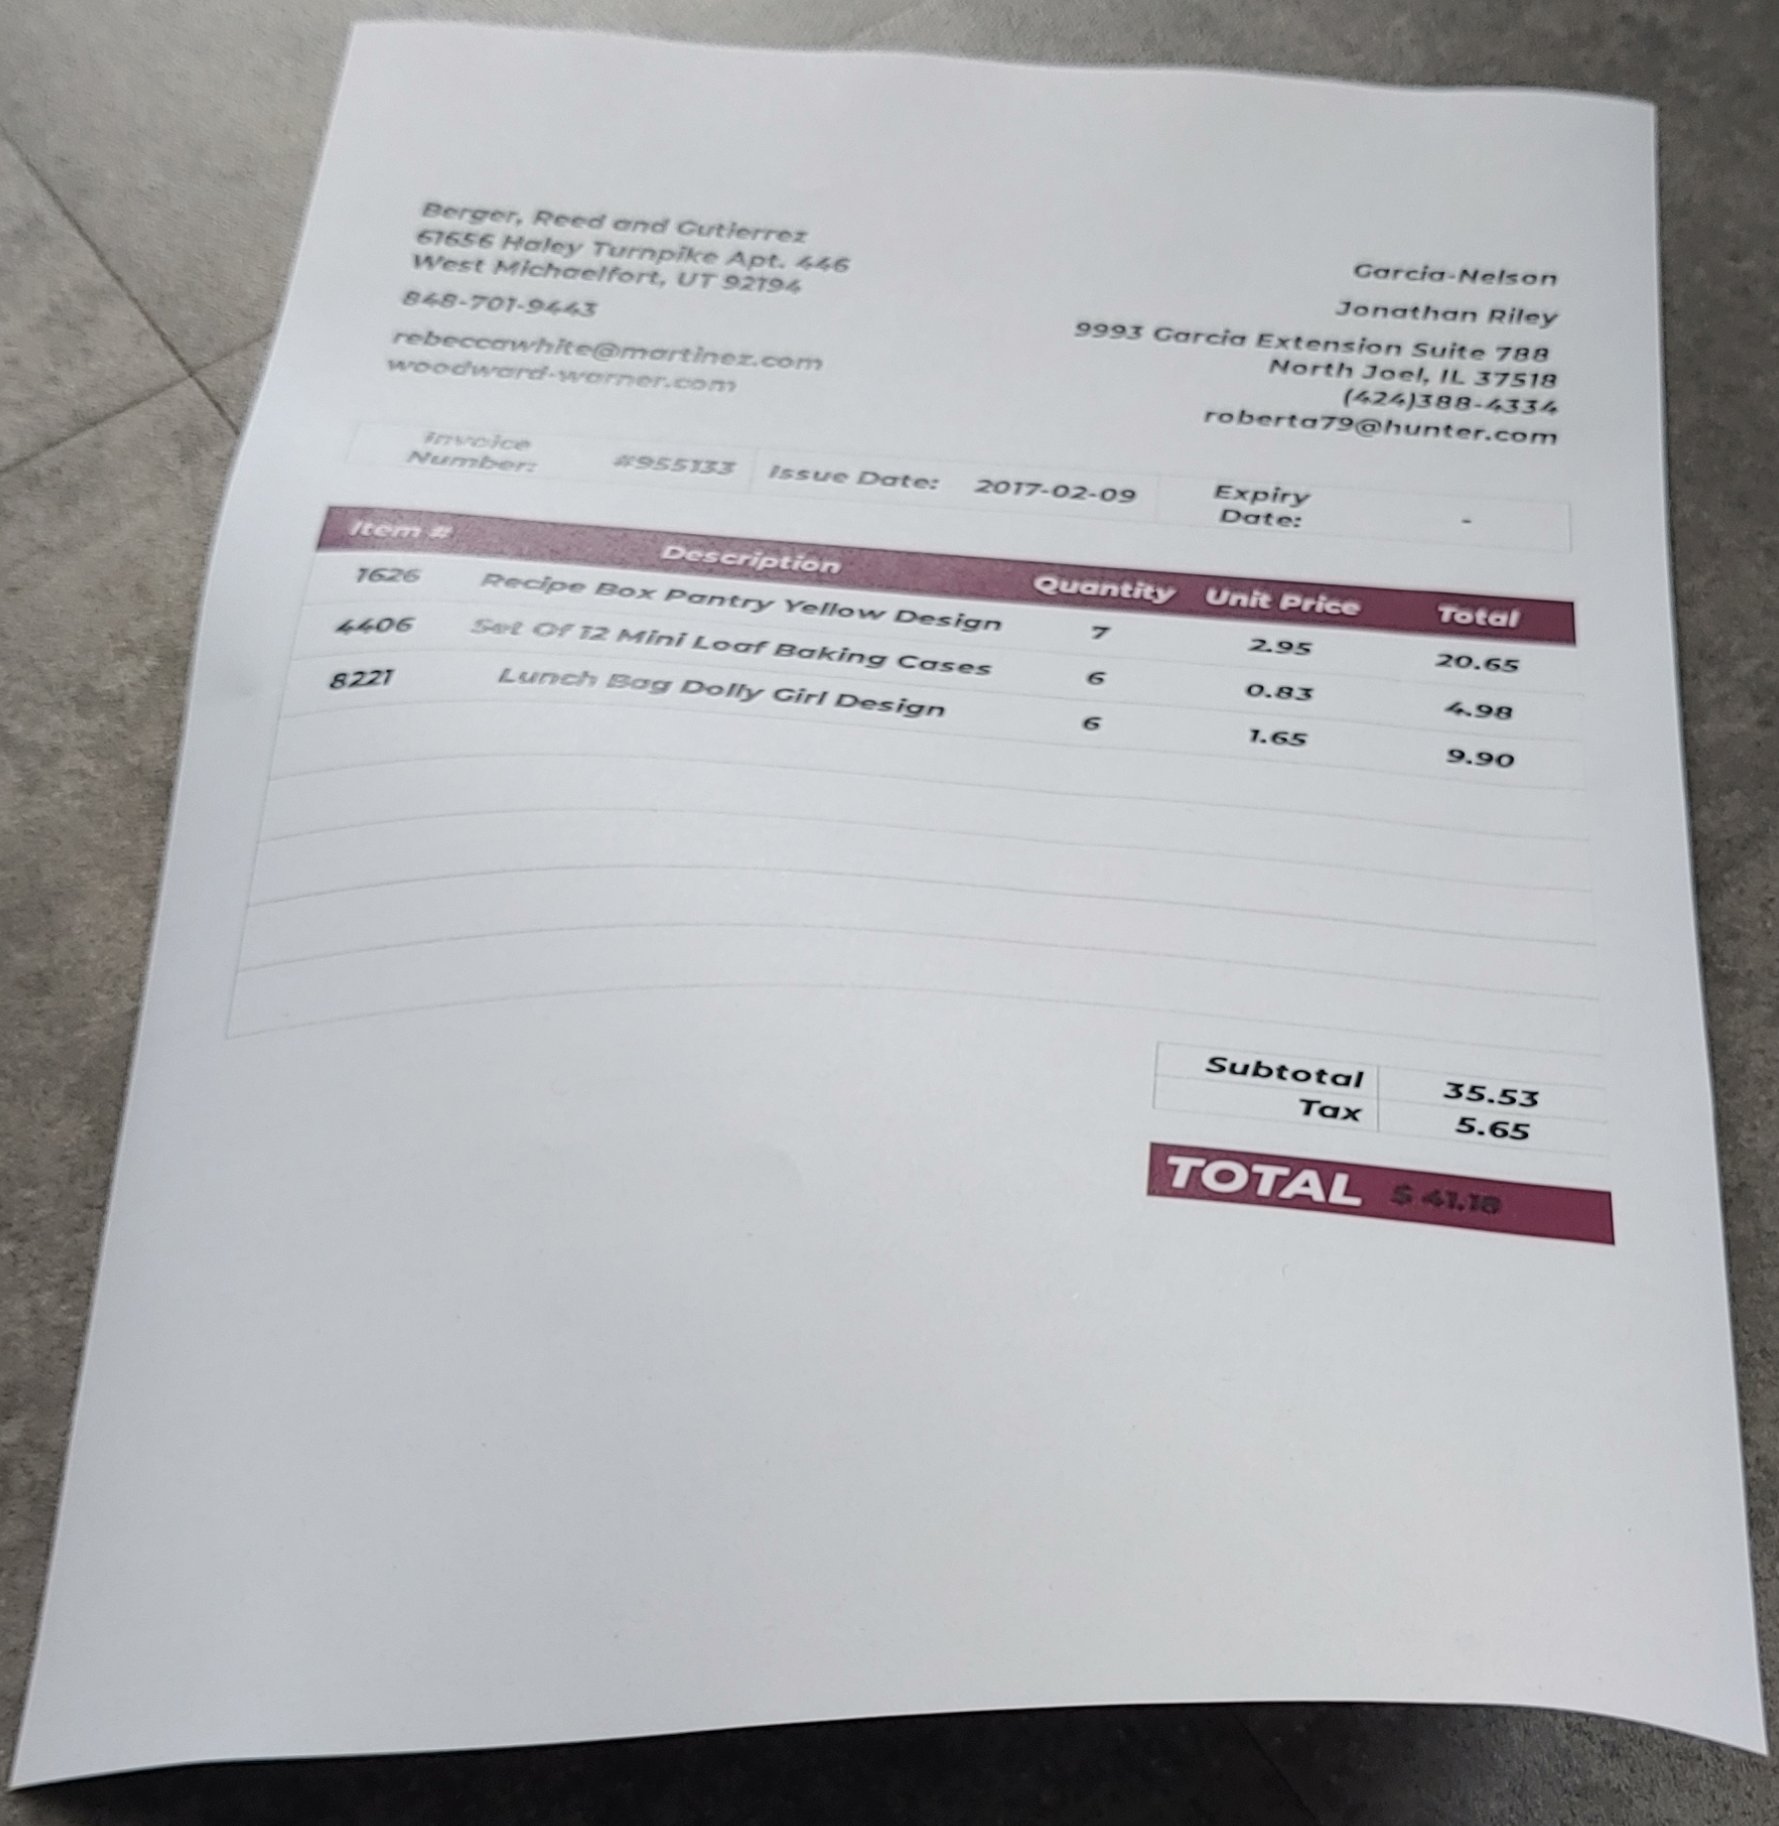 Berger, Reed and Gutierrez
61656 Haley Turnpike Apt. 446
West Michaelfort, UT 92194
848-701-9443
rebeccawhite@martinez.com
woodward-warner.com
Garcia-Nelson
Jonathan Riley
9993 Garcia Extension Suite 788
North Joel, IL 37518
(424)388-4334
roberta79@hunter.com
Invoice Number: #955133 Issue Date: 2017-02-09 Expiry Date: -
Item # Description Quantity Unit Price Total
1626 Recipe Box Pantry Yellow Design 7 2.95 20.65
4406 Set Of 12 Mini Loaf Baking Cases 6 0.83 4.98
8221 Lunch Bag Dolly Girl Design 6 1.65 9.90
Subtotal 35.53
Tax 5.65
TOTAL $ 41.18